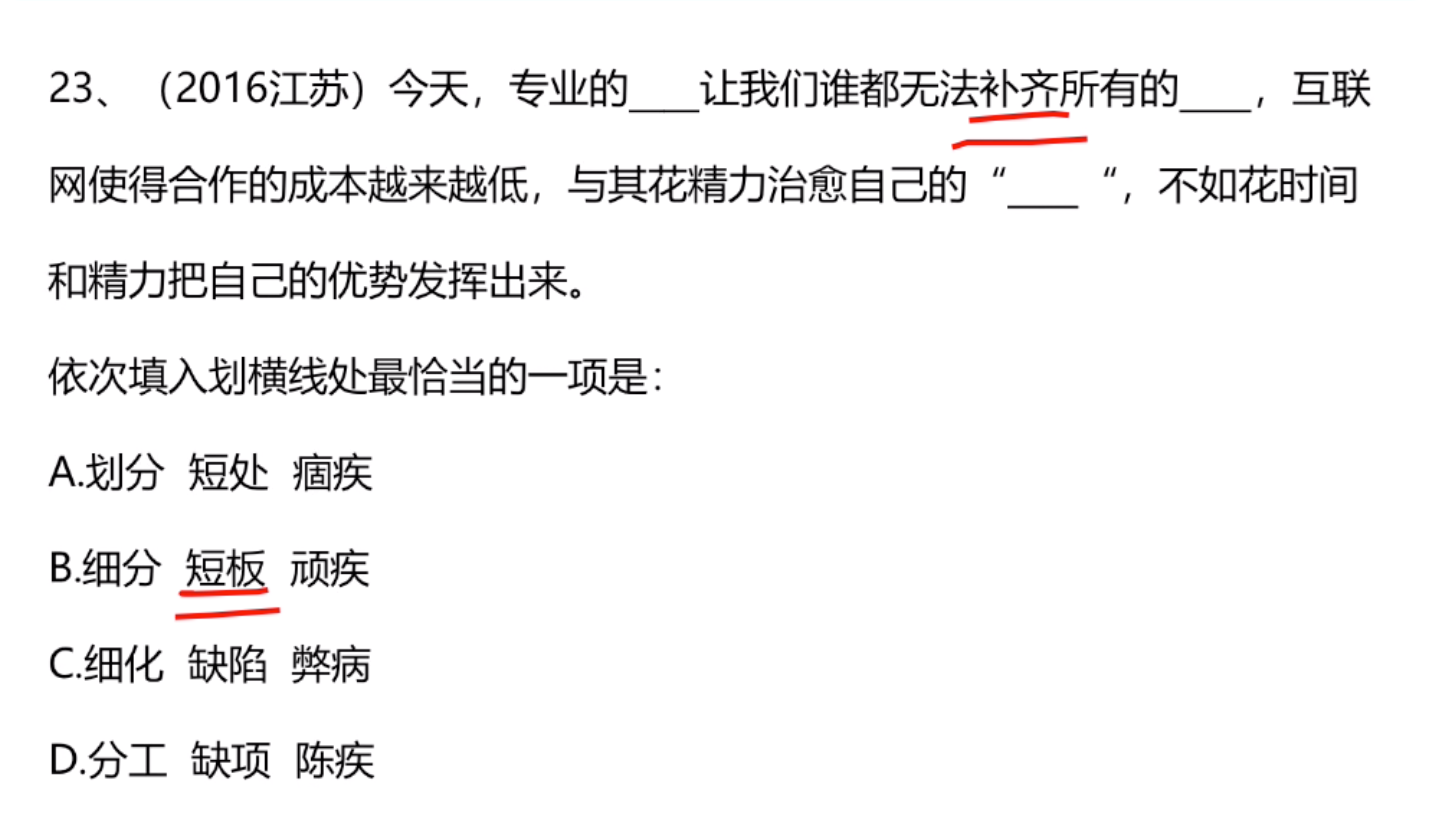 23、（2016江苏）今天，专业的____让我们谁都无法补齐所有的____，互联
网使得合作的成本越来越低，与其花精力治愈自己的“____“，不如花时间
和精力把自己的优势发挥出来。
依次填入划横线处最恰当的一项是：
A.划分 短处 痼疾
B.细分 短板 顽疾
C.细化 缺陷 弊病
D.分工 缺项 陈疾